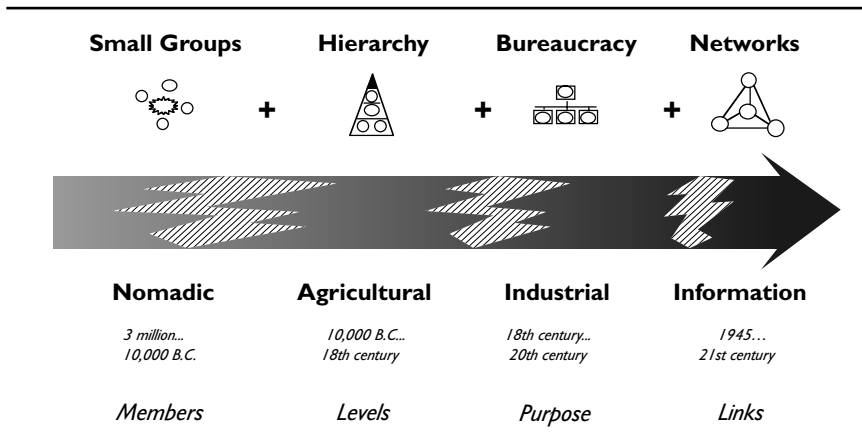 Small Groups Hierarchy Bureaucracy Networks
+ + +
Nomadic Agricultural Industrial Information
3 million... 10,000 B.C... 18th century... 1945…
10,000 B.C. 18th century 20th century 21st century
Members Levels Purpose Links